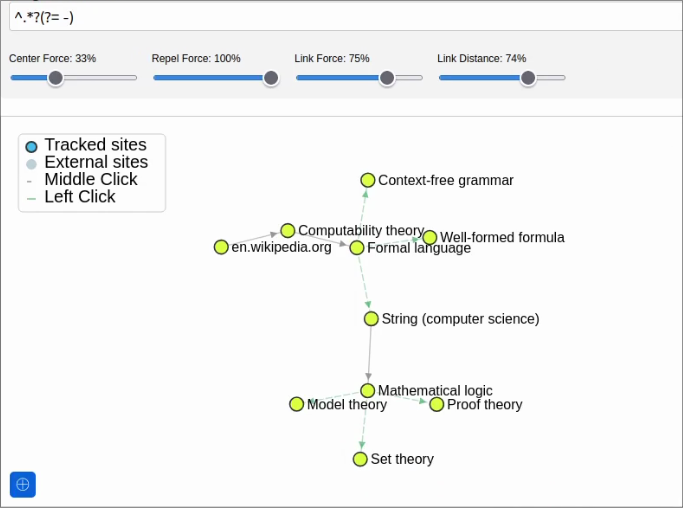 ^.*?(?= -)
Center Force: 33% Repel Force: 100% Link Force: 75% Link Distance: 74%
Tracked sites
External sites
Middle Click
Left Click
Context-free grammar
Computability theory
Well-formed formula
en.wikipedia.org
Formal language
String (computer science)
Mathematical logic
Model theory
Proof theory
Set theory